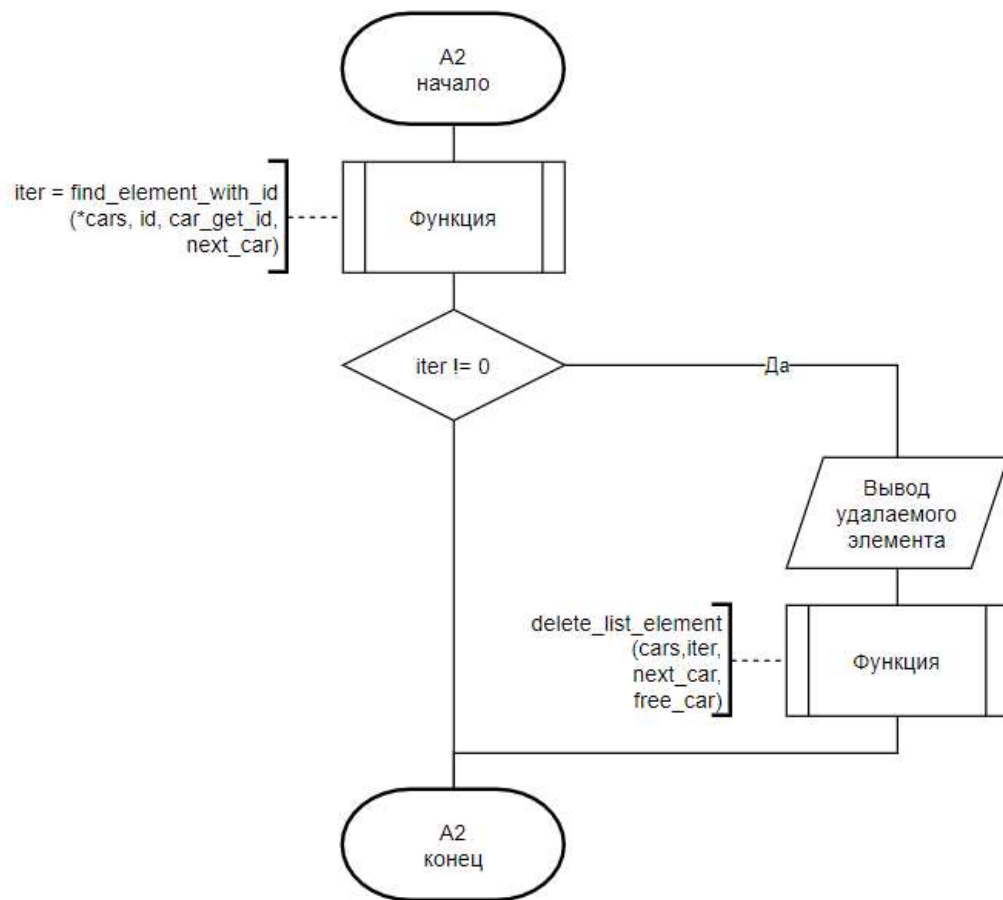 A2
начало
iter = find_element_with_id
(*cars, id, car_get_id,
next_car)
Функция
iter != 0
Да
Вывод
удалаемого
элемента
delete_list_element
(cars,iter,
next_car,
free_car)
Функция
A2
конец